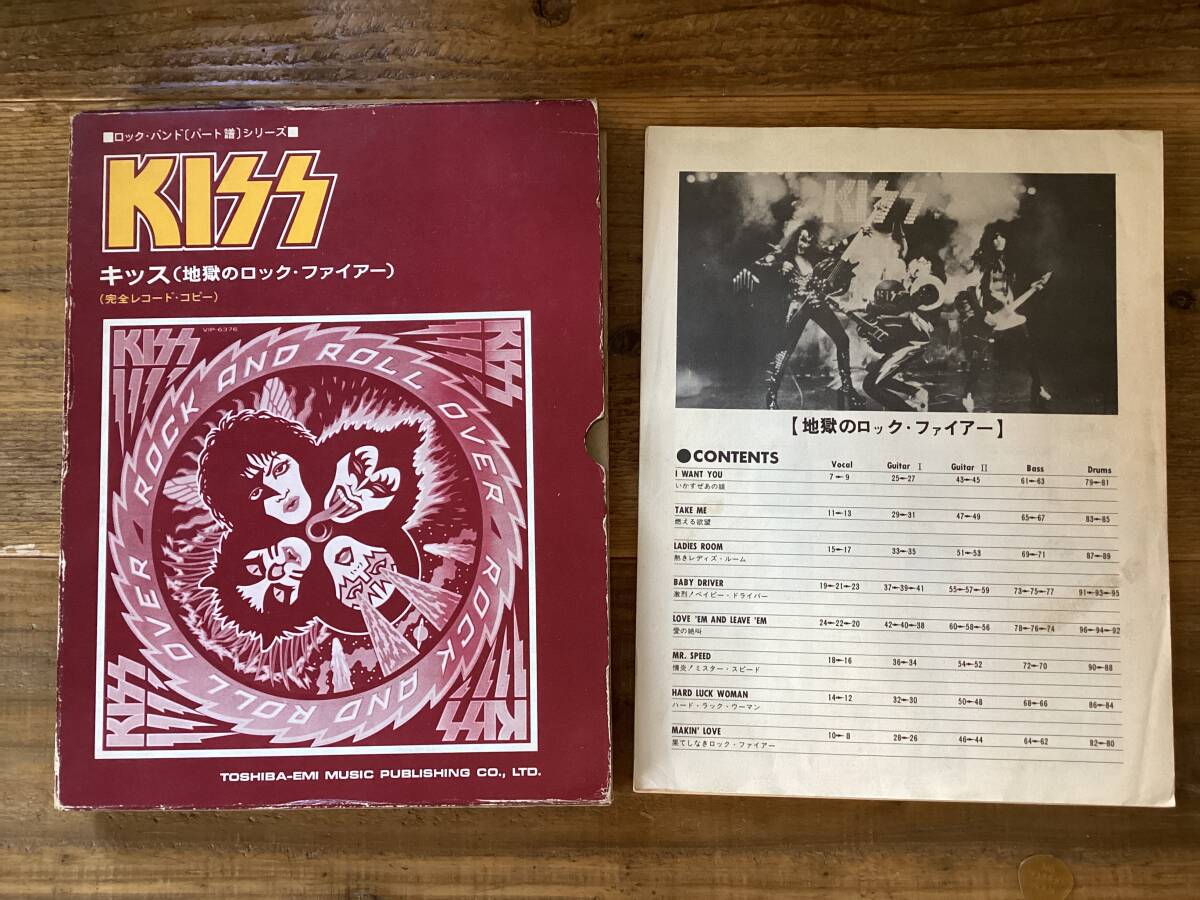 ■ロック・バンド〔パート譜〕シリーズ■
KISS
キッス(地獄のロック・ファイアー)
(完全レコード・コピー)
VIP-6376
KISS
KISS
ROCK AND ROLL OVER · ROCK AND ROLL OVER ·
KISS
KISS
TOSHIBA-EMI MUSIC PUBLISHING CO., LTD.
KISS
【地獄のロック・ファイアー】
●CONTENTS
Vocal Guitar I Guitar II Bass Drums
I WANT YOU 7~9 25~27 43~45 61~63 79~81
いかすぜあの娘
TAKE ME 11~13 29~31 47~49 65~67 83~85
燃える欲望
LADIES ROOM 15~17 33~35 51~53 69~71 87~89
熱きレディズ・ルーム
BABY DRIVER 19~21~23 37~39~41 55~57~59 73~75~77 91~93~95
激烈!ベイビー・ドライバー
LOVE 'EM AND LEAVE 'EM 24~22~20 42~40~38 60~58~56 78~76~74 96~94~92
愛の絶叫
MR. SPEED 18~16 36~34 54~52 72~70 90~88
情炎!ミスター・スピード
HARD LUCK WOMAN 14~12 32~30 50~48 68~66 86~84
ハード・ラック・ウーマン
MAKIN' LOVE 10~8 28~26 46~44 64~62 82~80
果てしなきロック・ファイアー